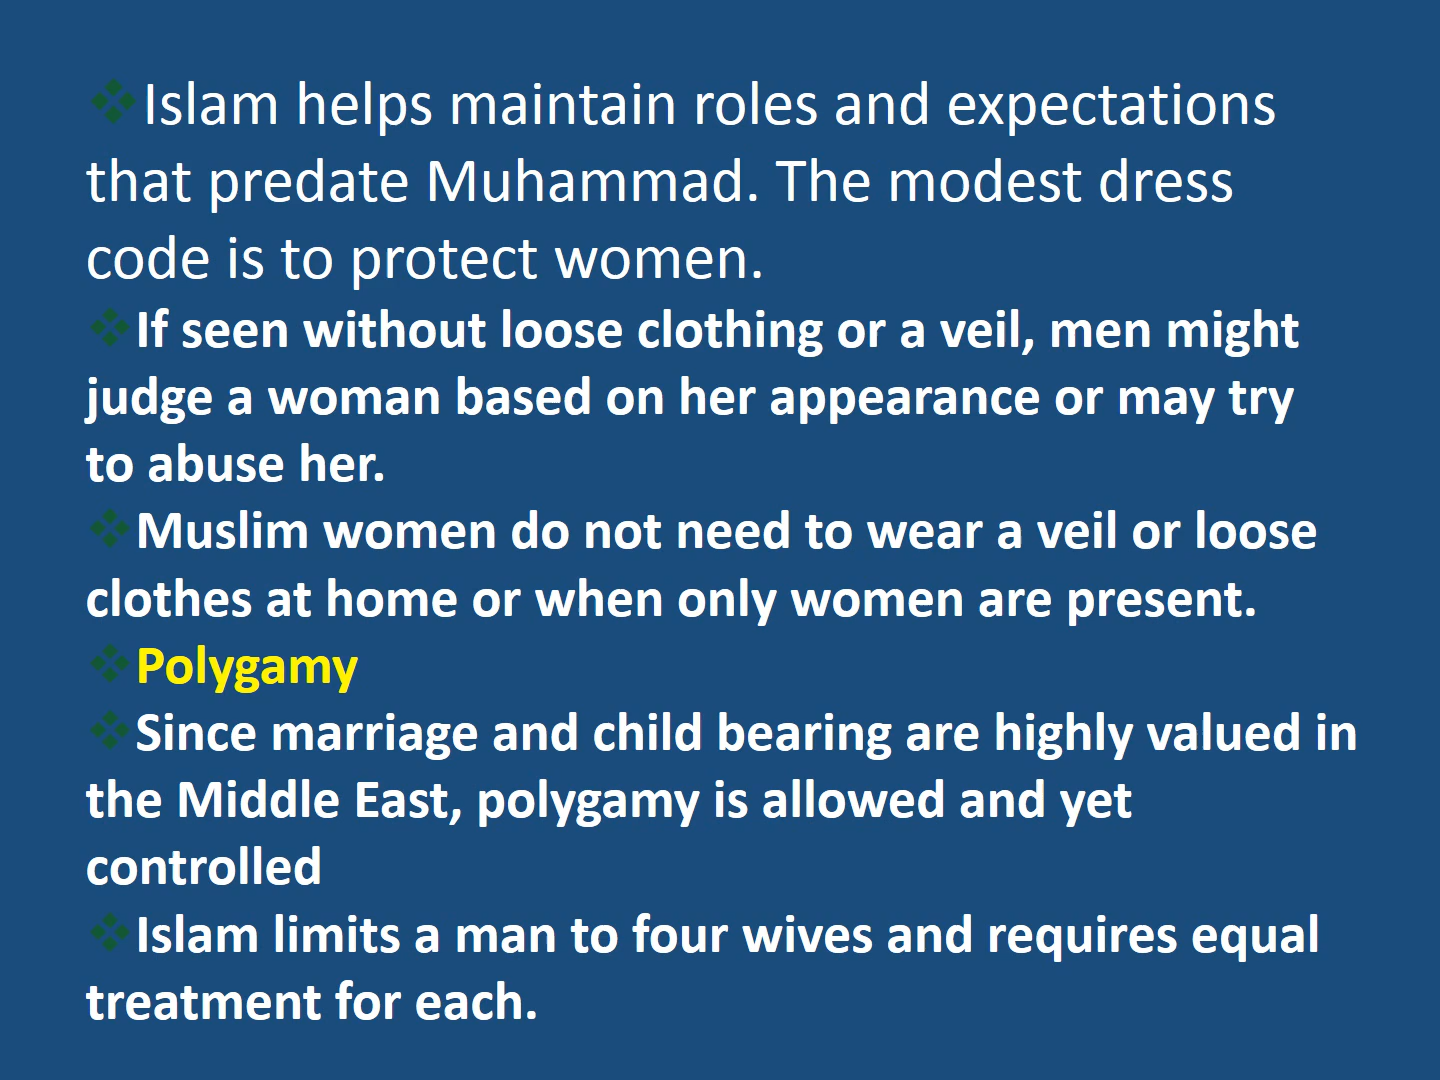 ❖Islam helps maintain roles and expectations
that predate Muhammad. The modest dress
code is to protect women.
❖If seen without loose clothing or a veil, men might
judge a woman based on her appearance or may try
to abuse her.
❖Muslim women do not need to wear a veil or loose
clothes at home or when only women are present.
❖Polygamy
❖Since marriage and child bearing are highly valued in
the Middle East, polygamy is allowed and yet
controlled
❖Islam limits a man to four wives and requires equal
treatment for each.